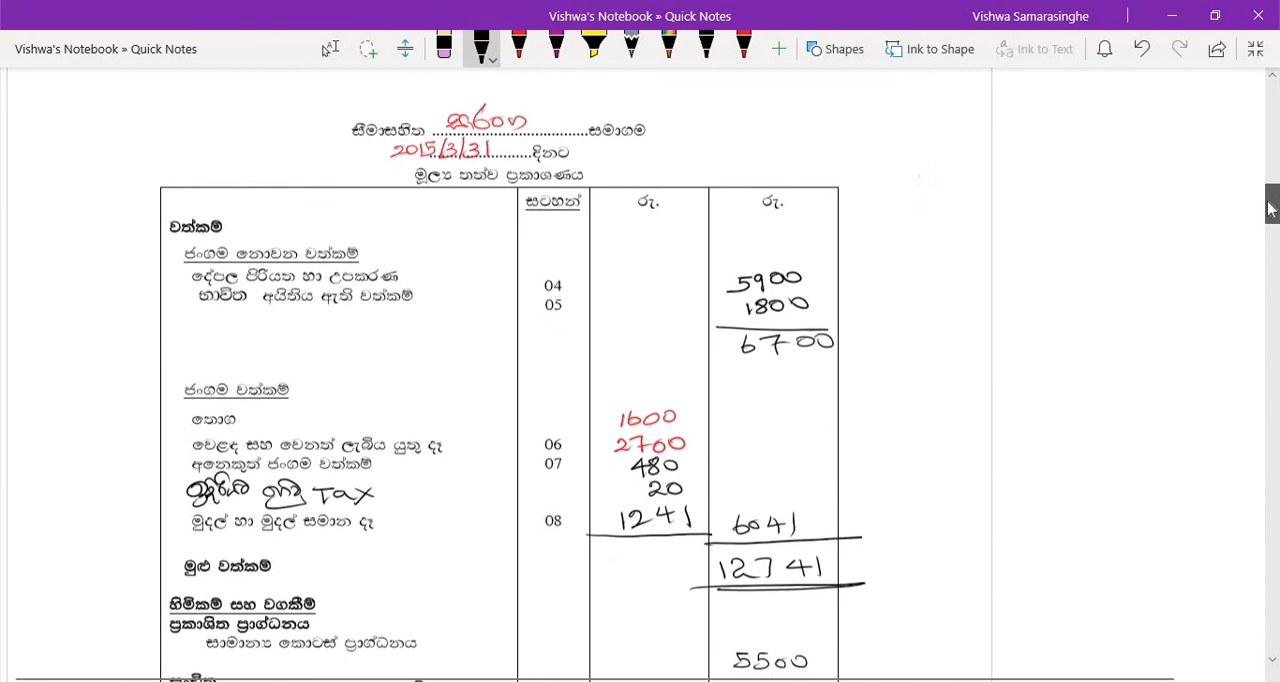 Vishwa's Notebook » Quick Notes
Vishwa Samarasinghe
Vishwa's Notebook » Quick Notes
Shapes
Ink to Shape
Ink to Text
සීමාසහිත සරංග සමාගම
2015/3/31 දිනට
මූල්‍ය තත්ව ප්‍රකාශණය
සටහන් රු. රු.
වත්කම්
ජංගම නොවන වත්කම්
දේපල පිරියත හා උපකරණ 04 5900
භාවිත අයිතිය ඇති වත්කම් 05 1800
6700
ජංගම වත්කම්
තොග 1600
වෙළඳ සහ වෙනත් ලැබිය යුතු දෑ 06 2700
අනෙකුත් ජංගම වත්කම් 07 480
Tax 20
මුදල් හා මුදල් සමාන දෑ 08 1241 6041
මුළු වත්කම් 12741
හිමිකම් සහ වගකීම්
ප්‍රකාශිත ප්‍රාග්ධනය
සාමාන්‍ය කොටස් ප්‍රාග්ධනය 5500